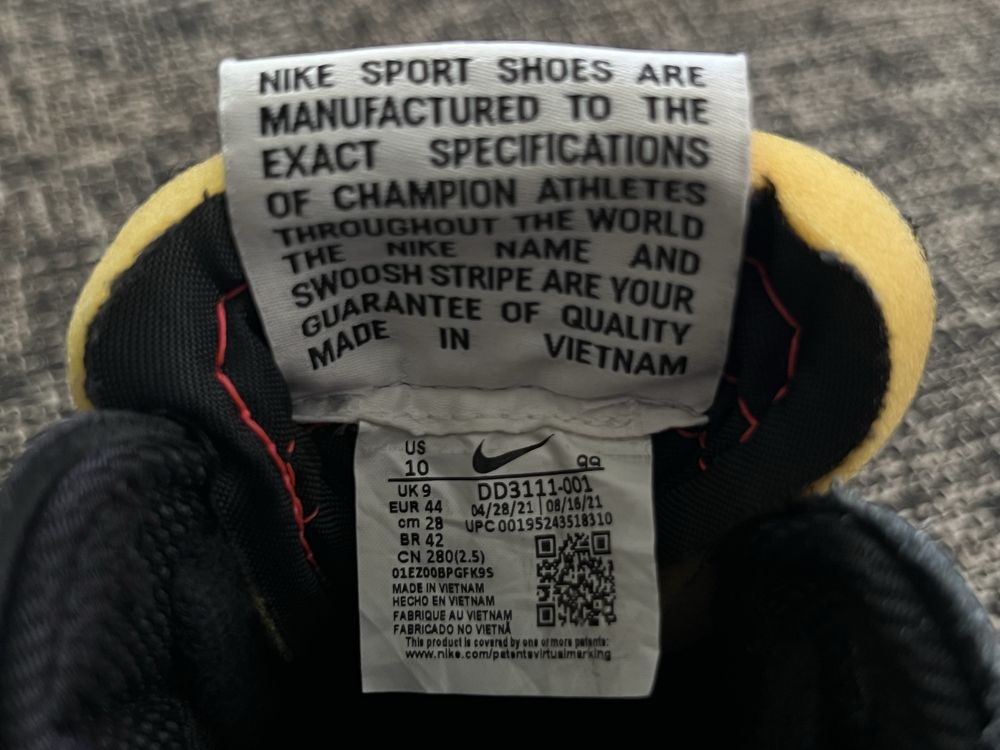 NIKE SPORT SHOES ARE
MANUFACTURED TO THE
EXACT SPECIFICATIONS
OF CHAMPION ATHLETES
THROUGHOUT THE WORLD
THE NIKE NAME AND
SWOOSH STRIPE ARE YOUR
GUARANTEE OF QUALITY
MADE IN VIETNAM
US
10 QQ
UK 9 DD3111-001
EUR 44 04/28/21 | 08/16/21
cm 28 UPC 00195243518310
BR 42
CN 280(2.5)
01EZ00BPGFK9S
MADE IN VIETNAM
HECHO EN VIETNAM
FABRIQUE AU VIETNAM
FABRICADO NO VIETNÃ
This product is covered by one or more patents:
www.nike.com/patentsvirtualmarking